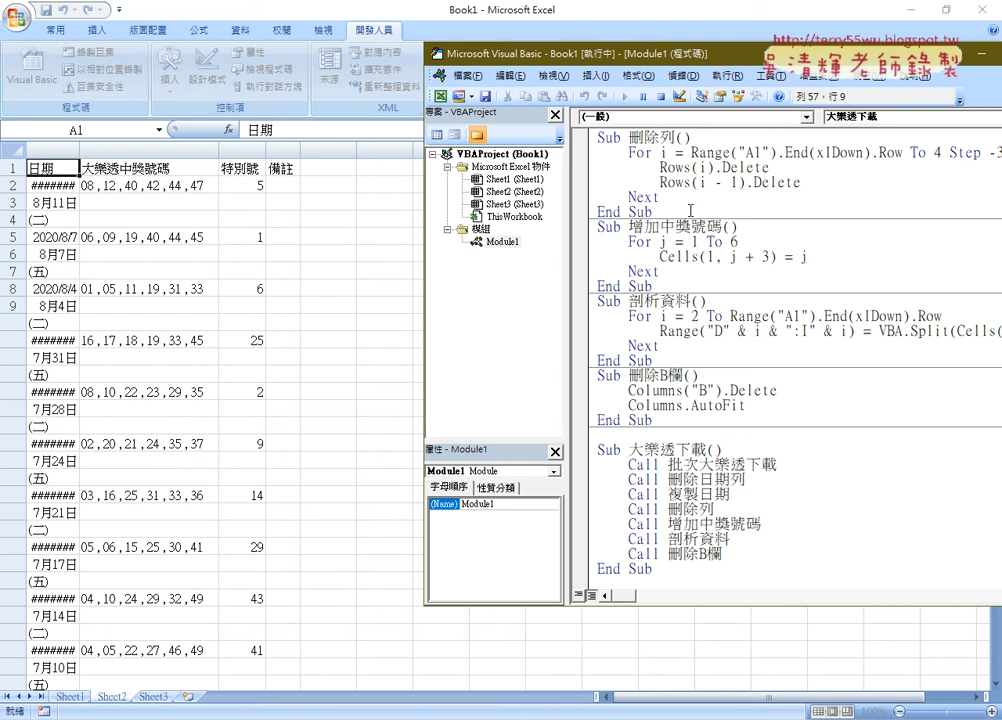 Book1 - Microsoft Excel
常用 插入 版面配置 公式 資料 校閱 檢視 開發人員
Visual Basic 巨集 錄製巨集 以相對位置錄製 巨集安全性
程式碼
插入 設計模式 屬性 檢視程式碼 執行對話方塊
控制項
來源 對應內容 擴充套件 重新整理資料
XML
A1 fx 日期
1 日期 大樂透中獎號碼 特別號 備註
2 ####### 08,12,40,42,44,47 5
3 8月11日
4 (二)
5 2020/8/7 06,09,19,40,44,45 1
6 8月7日
7 (五)
8 2020/8/4 01,05,11,19,31,33 6
9 8月4日
(二)
####### 16,17,18,19,33,45 25
7月31日
(五)
####### 08,10,22,23,29,35 2
7月28日
(二)
####### 02,20,21,24,35,37 9
7月24日
(五)
####### 03,16,25,31,33,36 14
7月21日
(二)
####### 05,06,15,25,30,41 29
7月17日
(五)
####### 04,10,24,29,32,49 43
7月14日
(二)
####### 04,05,22,27,46,49 41
7月10日
(五)
Sheet1 Sheet2 Sheet3
就緒
100%
Microsoft Visual Basic - Book1 [執行中] - [Module1 (程式碼)]
http://terry55wu.blogspot.tw
吳清輝老師錄製
檔案(F) 編輯(E) 檢視(V) 插入(I) 格式(O) 偵錯(D) 執行(R) 工具(T)
列 57，行 9
專案 - VBAProject
VBAProject (Book1)
Microsoft Excel 物件
Sheet1 (Sheet1)
Sheet2 (Sheet2)
Sheet3 (Sheet3)
ThisWorkbook
模組
Module1
屬性 - Module1
Module1 Module
字母順序 性質分類
(Name) Module1
(一般) 大樂透下載
Sub 刪除列()
For i = Range("A1").End(xlDown).Row To 4 Step -3
Rows(i).Delete
Rows(i - 1).Delete
Next
End Sub
Sub 增加中獎號碼()
For j = 1 To 6
Cells(1, j + 3) = j
Next
End Sub
Sub 剖析資料()
For i = 2 To Range("A1").End(xlDown).Row
Range("D" & i & ":I" & i) = VBA.Split(Cells(
Next
End Sub
Sub 刪除B欄()
Columns("B").Delete
Columns.AutoFit
End Sub
Sub 大樂透下載()
Call 批次大樂透下載
Call 刪除日期列
Call 複製日期
Call 刪除列
Call 增加中獎號碼
Call 剖析資料
Call 刪除B欄
End Sub